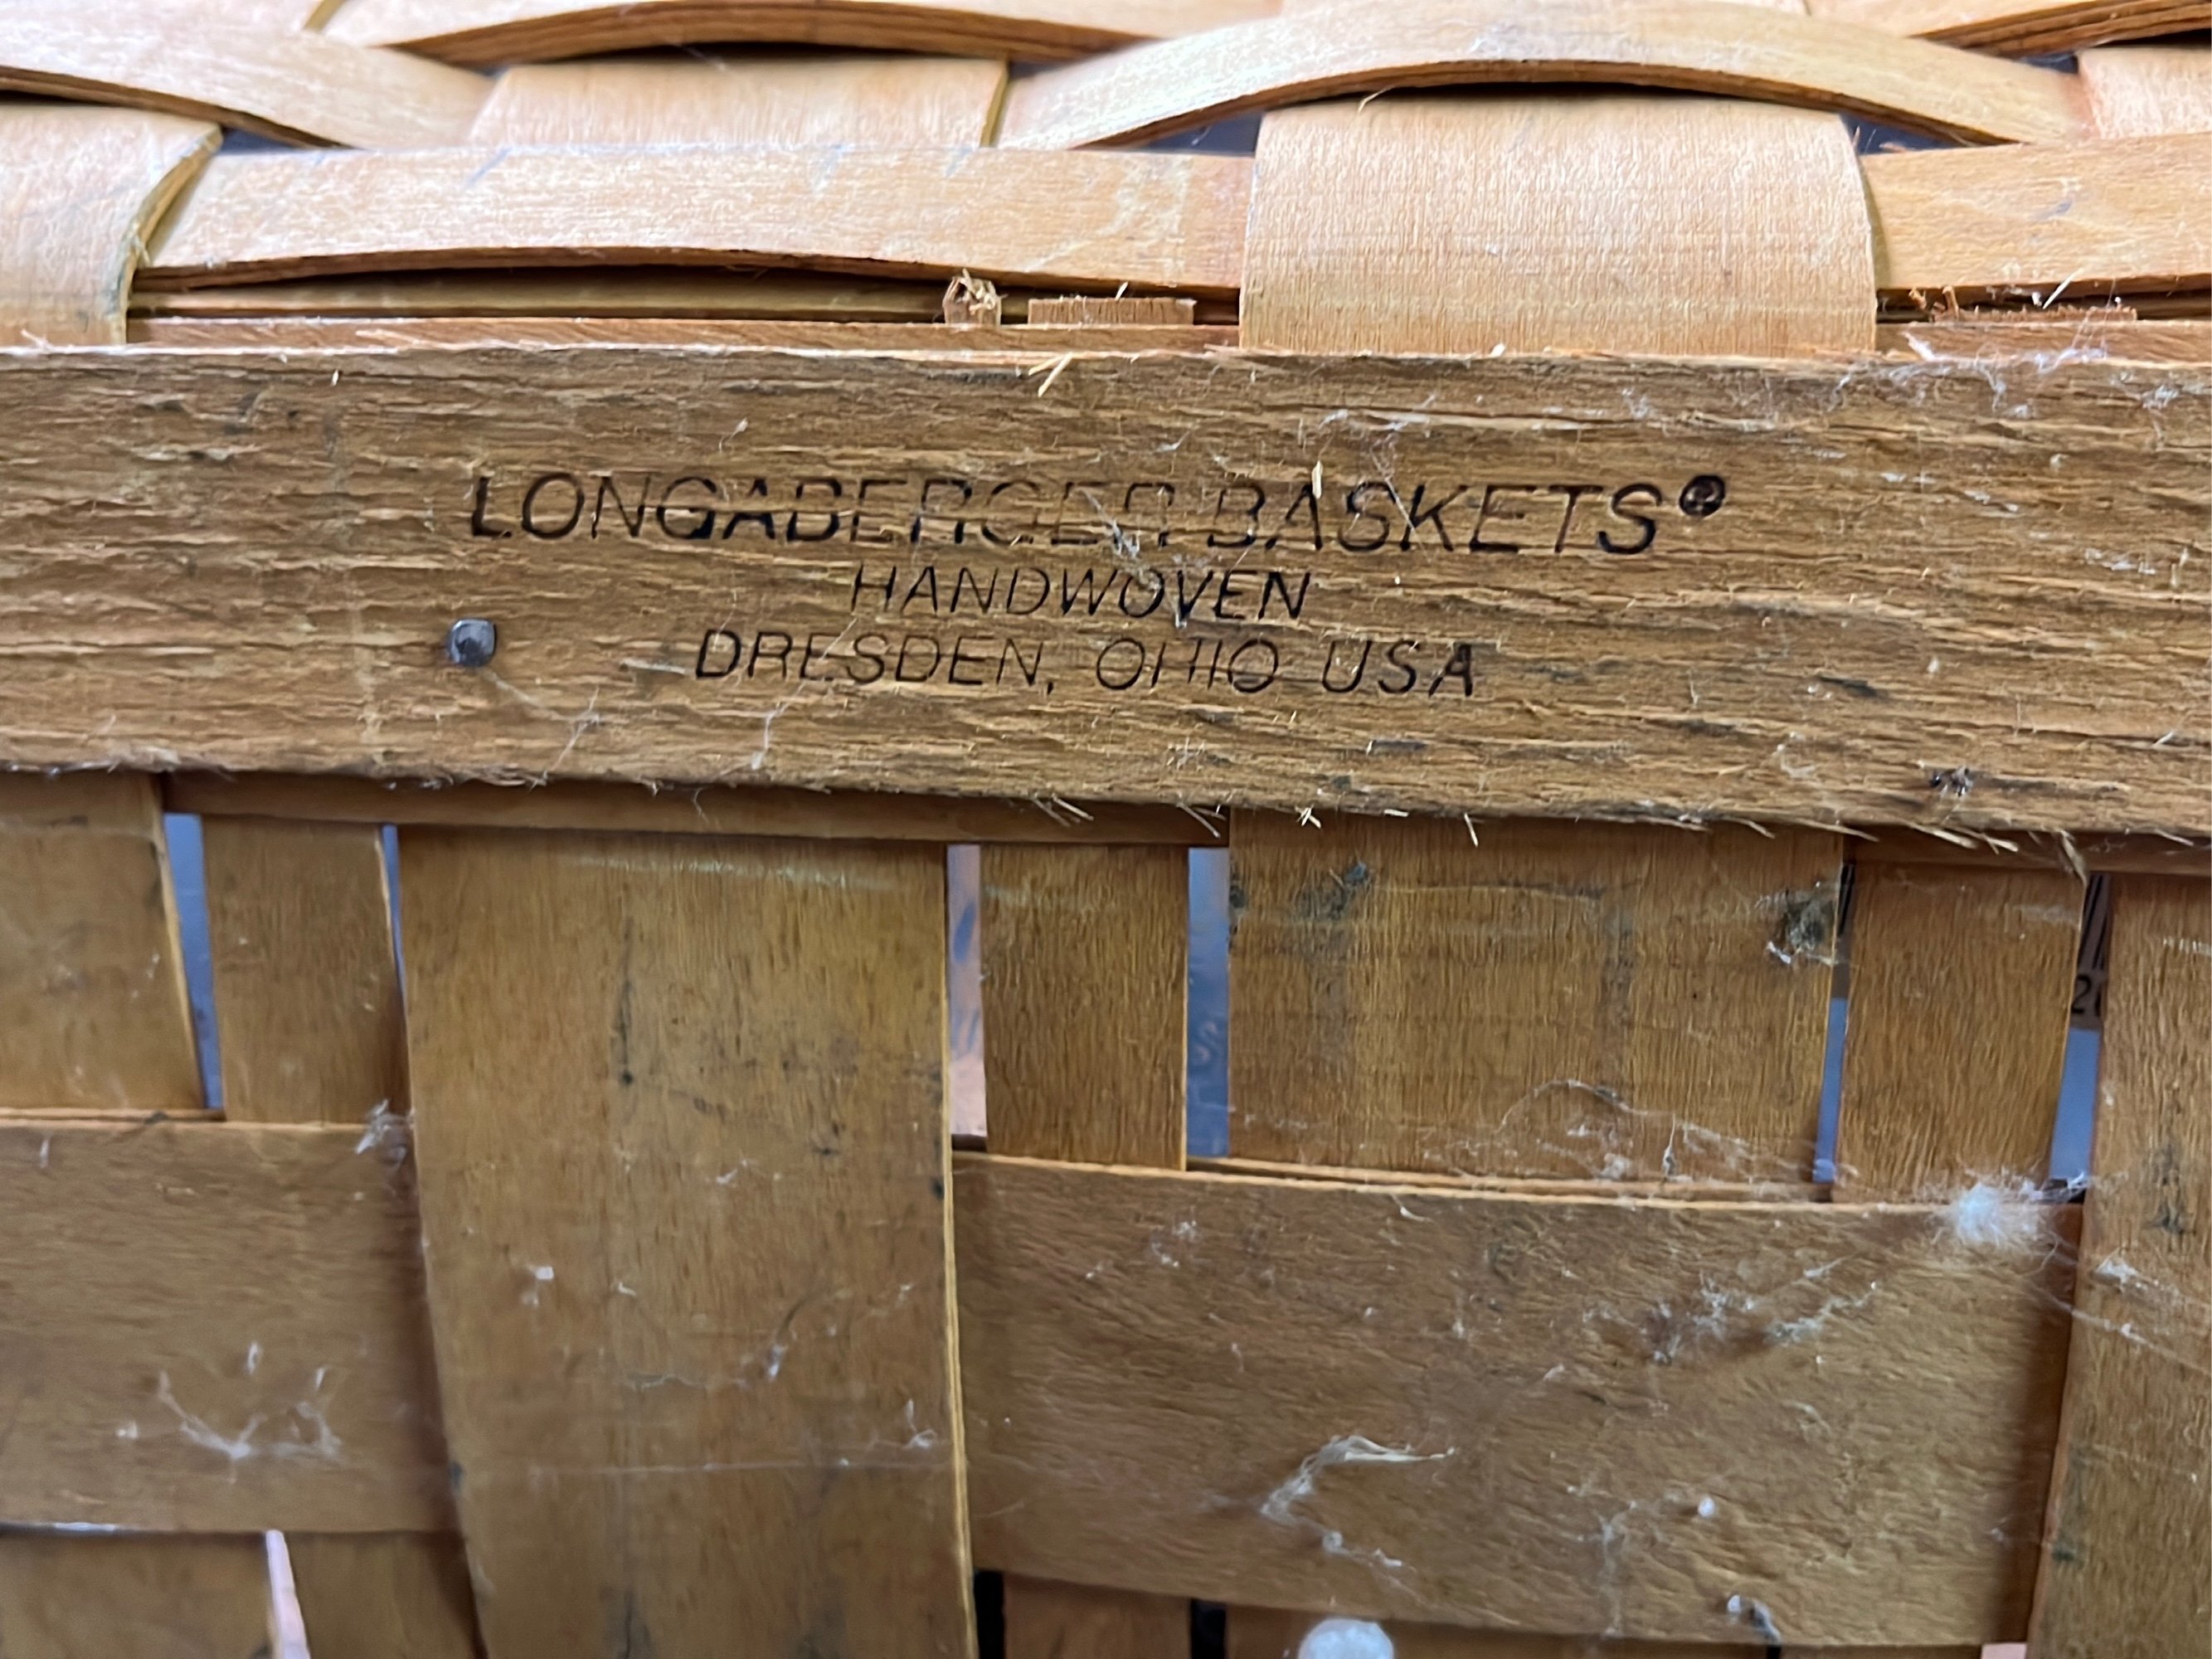 LONGABERGER BASKETS®
HANDWOVEN
DRESDEN, OHIO USA